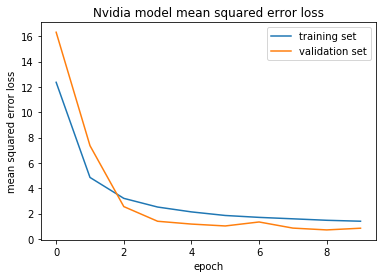 Nvidia model mean squared error loss
training set
validation set
mean squared error loss
16
14
12
10
8
6
4
2
0
0
2
4
6
8
epoch